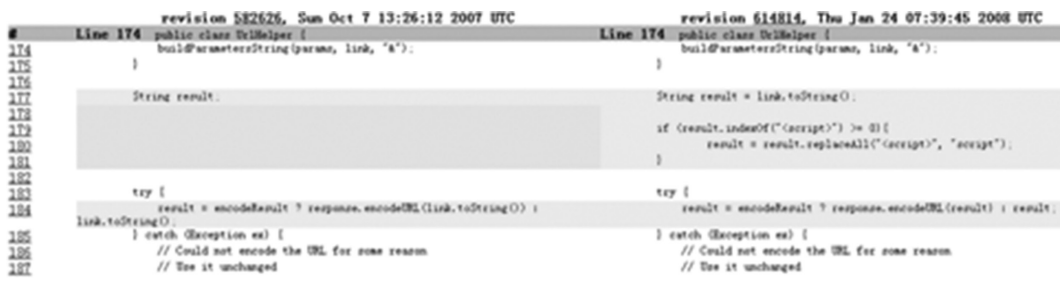 revision 582626, Sun Oct 7 13:26:12 2007 UTC	revision 614814, Thu Jan 24 07:39:45 2008 UTC
#	Line 174 public class UrlHelper {	Line 174 public class UrlHelper {
174	buildParametersString(params, link, "&");	buildParametersString(params, link, "&");
175	}	}
176
177	String result;	String result = link.toString();
178
179	if (result.indexOf("<script>") >= 0){
180	result = result.replaceAll("<script>", "script");
181	}
182
183	try {	try {
184	result = encodeResult ? response.encodeURL(link.toString()) :	result = encodeResult ? response.encodeURL(result) : result;
link.toString();
185	} catch (Exception ex) {	} catch (Exception ex) {
186	// Could not encode the URL for some reason	// Could not encode the URL for some reason
187	// Use it unchanged	// Use it unchanged